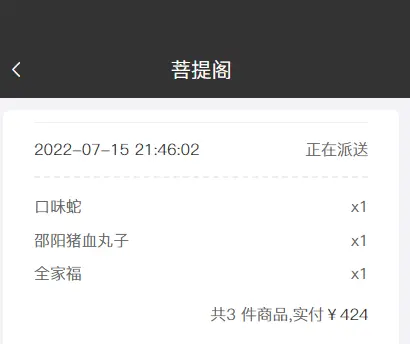 菩提阁
2022-07-15 21:46:02 正在派送
口味蛇 x1
邵阳猪血丸子 x1
全家福 x1
共3 件商品,实付￥424